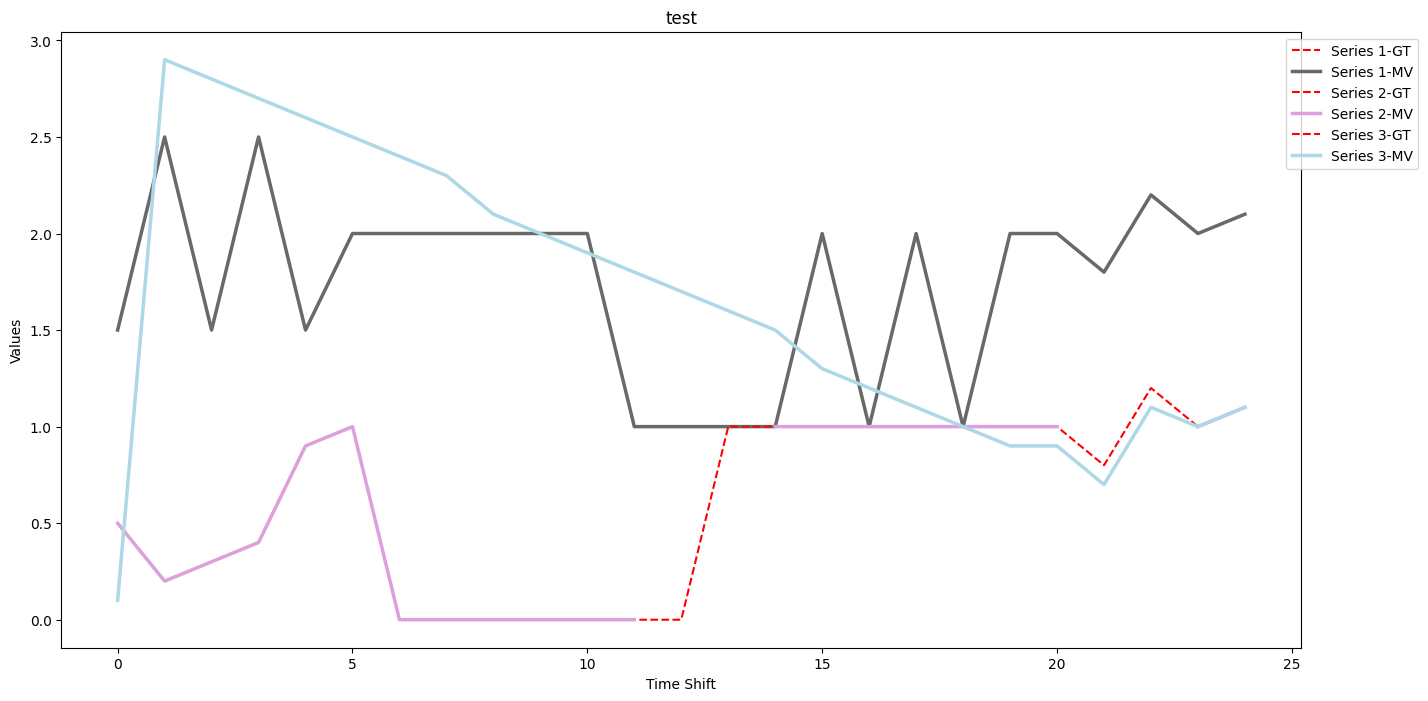 test
3.0
2.5
2.0
1.5
1.0
0.5
0.0
Values
0 5 10 15 20 25
Time Shift
Series 1-GT
Series 1-MV
Series 2-GT
Series 2-MV
Series 3-GT
Series 3-MV